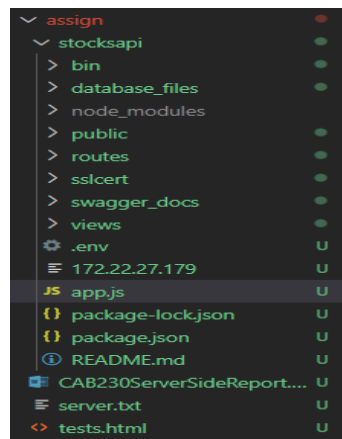 assign
stocksapi
bin
database_files
node_modules
public
routes
sslcert
swagger_docs
views
.env U
172.22.27.179 U
JS app.js U
{} package-lock.json U
{} package.json U
README.md U
CAB230ServerSideReport.... U
server.txt U
<> tests.html U